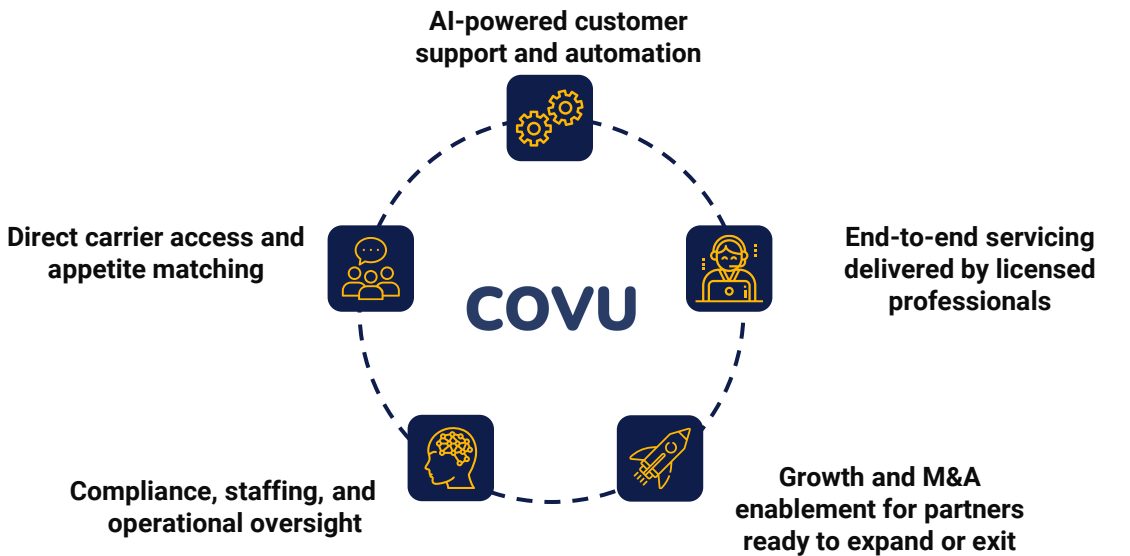 AI-powered customer
support and automation
Direct carrier access and
appetite matching
End-to-end servicing
delivered by licensed
professionals
COVU
Compliance, staffing, and
operational oversight
Growth and M&A
enablement for partners
ready to expand or exit